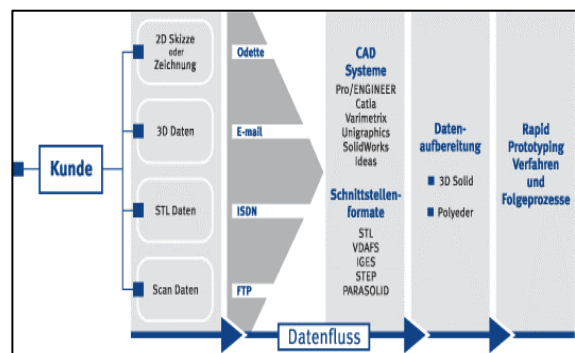 Kunde
2D Skizze
oder
Zeichnung
3D Daten
STL Daten
Scan Daten
Odette
E-mail
ISDN
FTP
CAD
Systeme
Pro/ENGINEER
Catia
Varimetrix
Unigraphics
SolidWorks
Ideas
Schnittstellen-
formate
STL
VDAFS
IGES
STEP
PARASOLID
Daten-
aufbereitung
3D Solid
Polyeder
Rapid
Prototyping
Verfahren
und
Folgeprozesse
Datenfluss